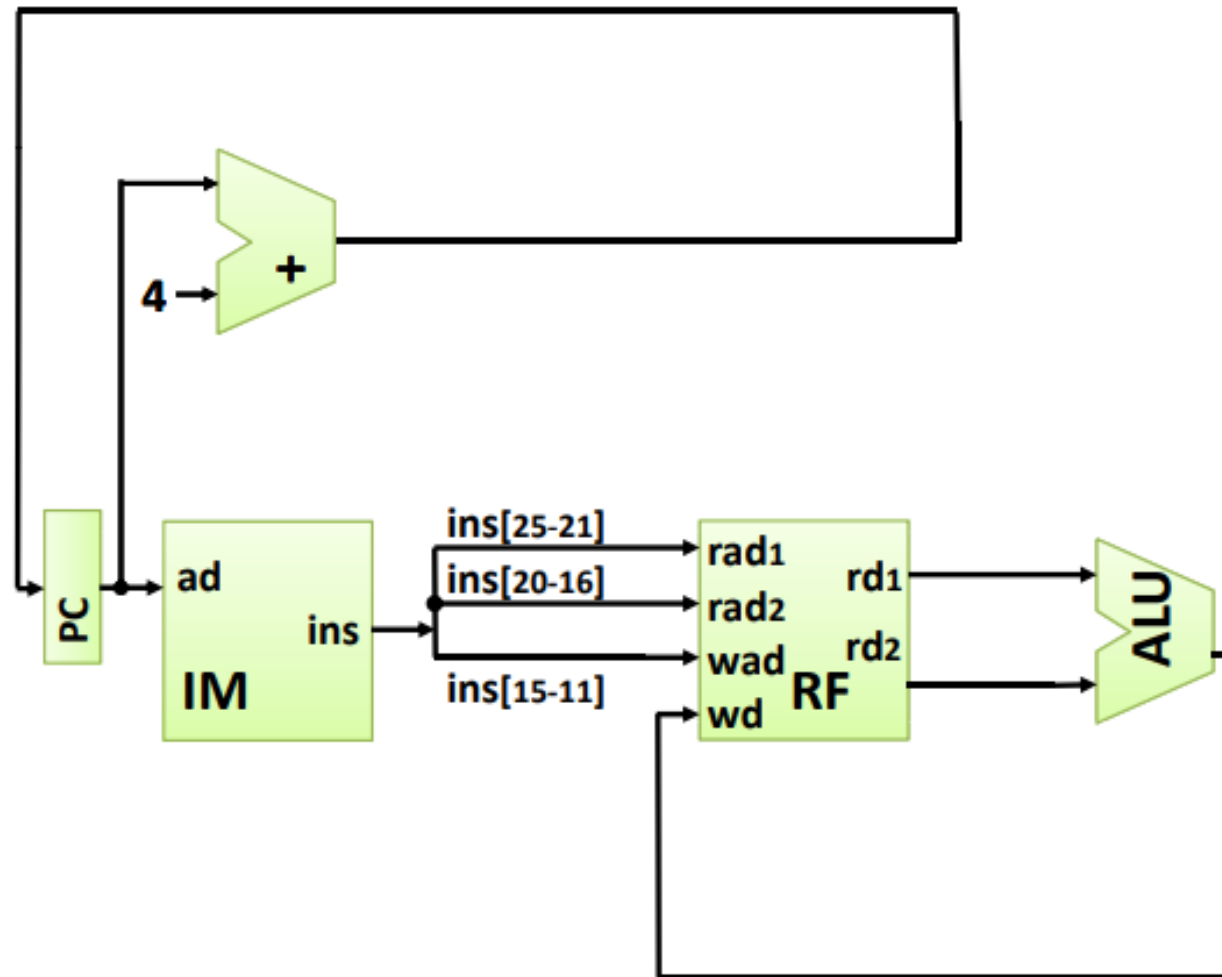 +
4
PC
ad
ins
IM
ins[25-21]
ins[20-16]
ins[15-11]
rad1
rad2
wad
wd
rd1
rd2
RF
ALU